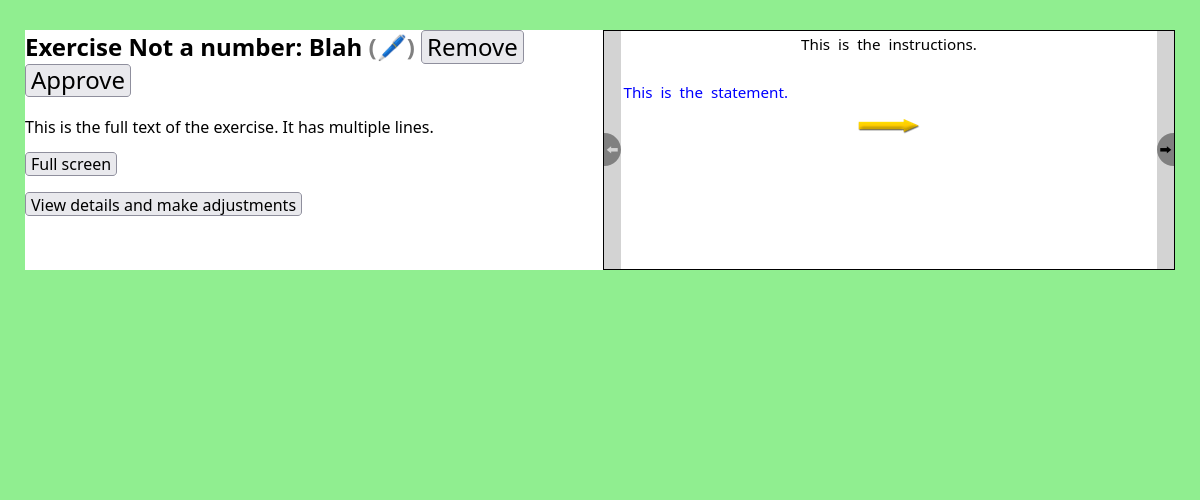 Exercise Not a number: Blah (🖊️) Remove
Approve
This is the full text of the exercise. It has multiple lines.
Full screen
View details and make adjustments
This is the instructions.
This is the statement.